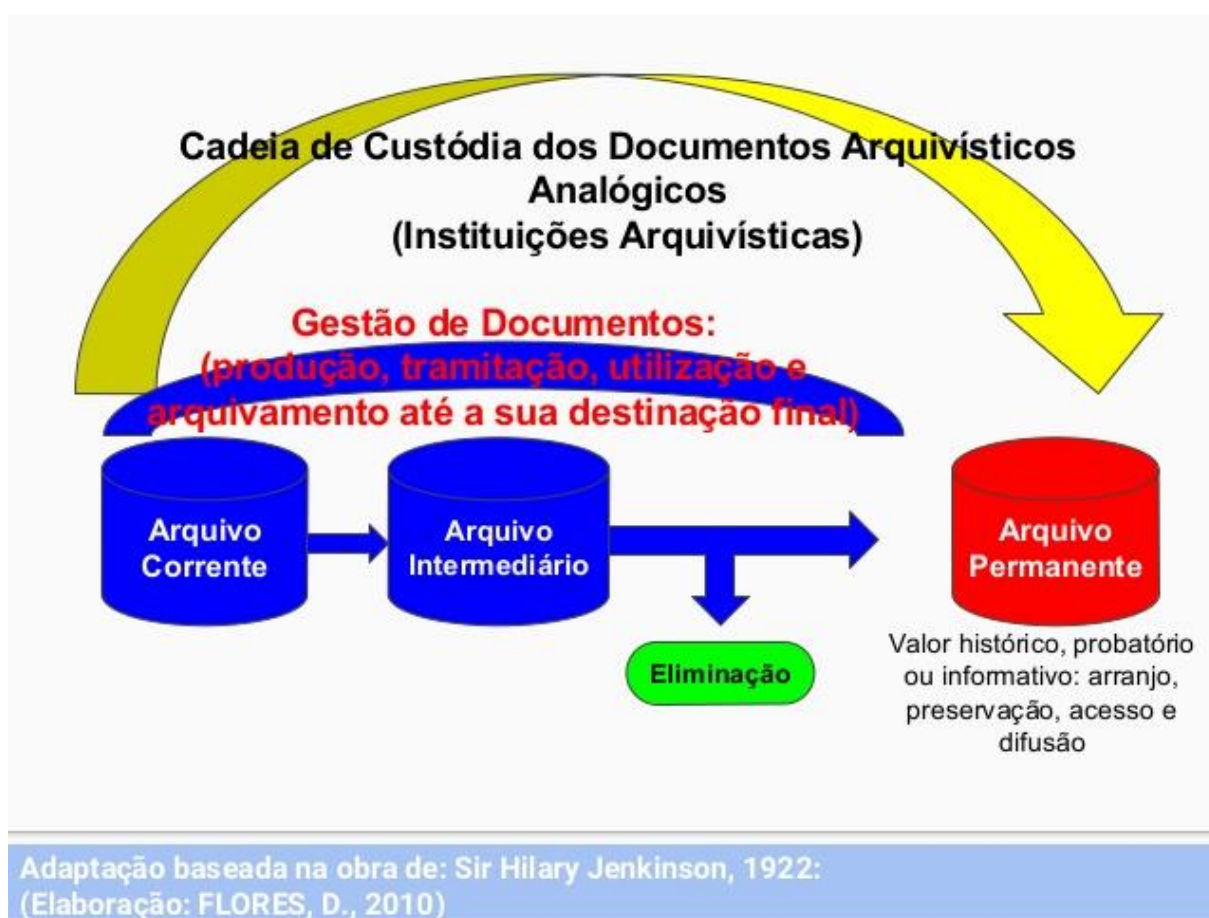 Cadeia de Custódia dos Documentos Arquivísticos
Analógicos
(Instituições Arquivísticas)
Gestão de Documentos:
(produção, tramitação, utilização e
arquivamento até a sua destinação final)
Arquivo
Corrente
Arquivo
Intermediário
Arquivo
Permanente
Eliminação
Valor histórico, probatório
ou informativo: arranjo,
preservação, acesso e
difusão
Adaptação baseada na obra de: Sir Hilary Jenkinson, 1922:
(Elaboração: FLORES, D., 2010)